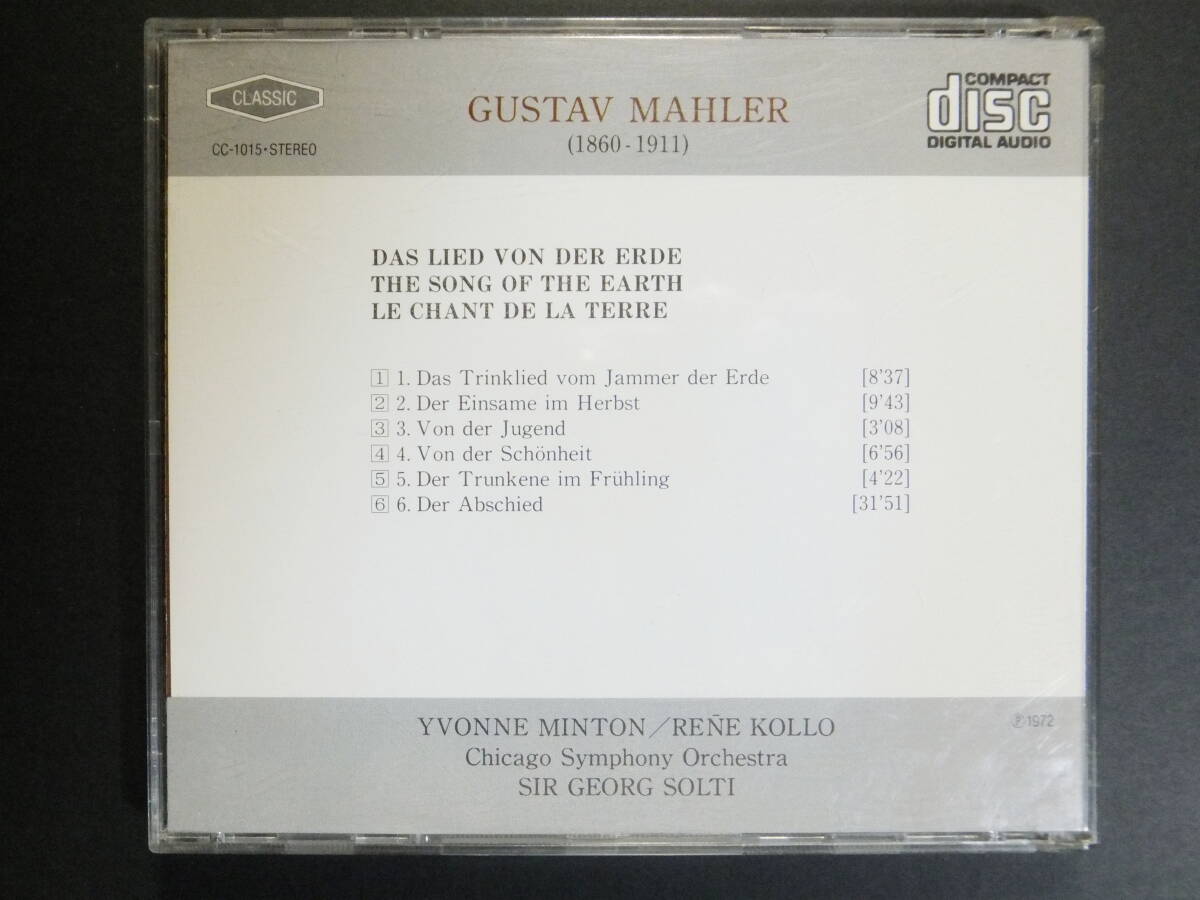 CLASSIC
CC-1015・STEREO
GUSTAV MAHLER
(1860-1911)
COMPACT
disc
DIGITAL AUDIO
DAS LIED VON DER ERDE
THE SONG OF THE EARTH
LE CHANT DE LA TERRE
1 1. Das Trinklied vom Jammer der Erde [8'37]
2 2. Der Einsame im Herbst [9'43]
3 3. Von der Jugend [3'08]
4 4. Von der Schönheit [6'56]
5 5. Der Trunkene im Frühling [4'22]
6 6. Der Abschied [31'51]
YVONNE MINTON／REÑE KOLLO
Chicago Symphony Orchestra
SIR GEORG SOLTI
℗1972